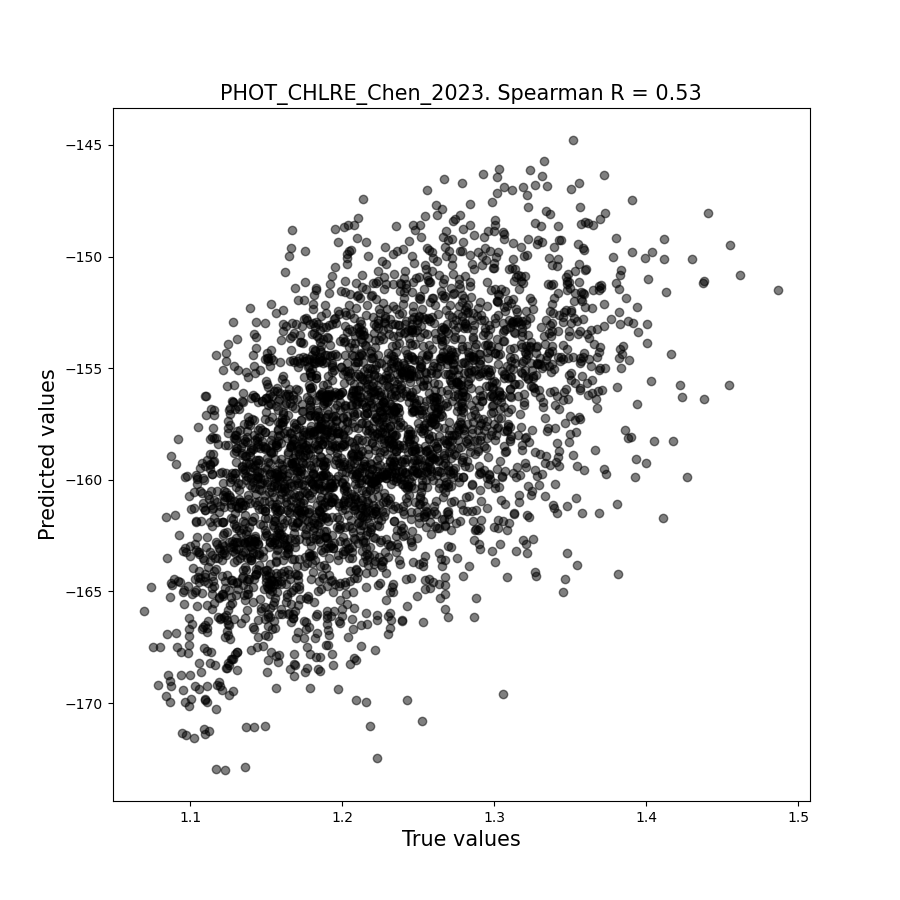 PHOT_CHLRE_Chen_2023. Spearman R = 0.53
−145
−150
−155
−160
−165
−170
Predicted values
1.1 1.2 1.3 1.4 1.5
True values